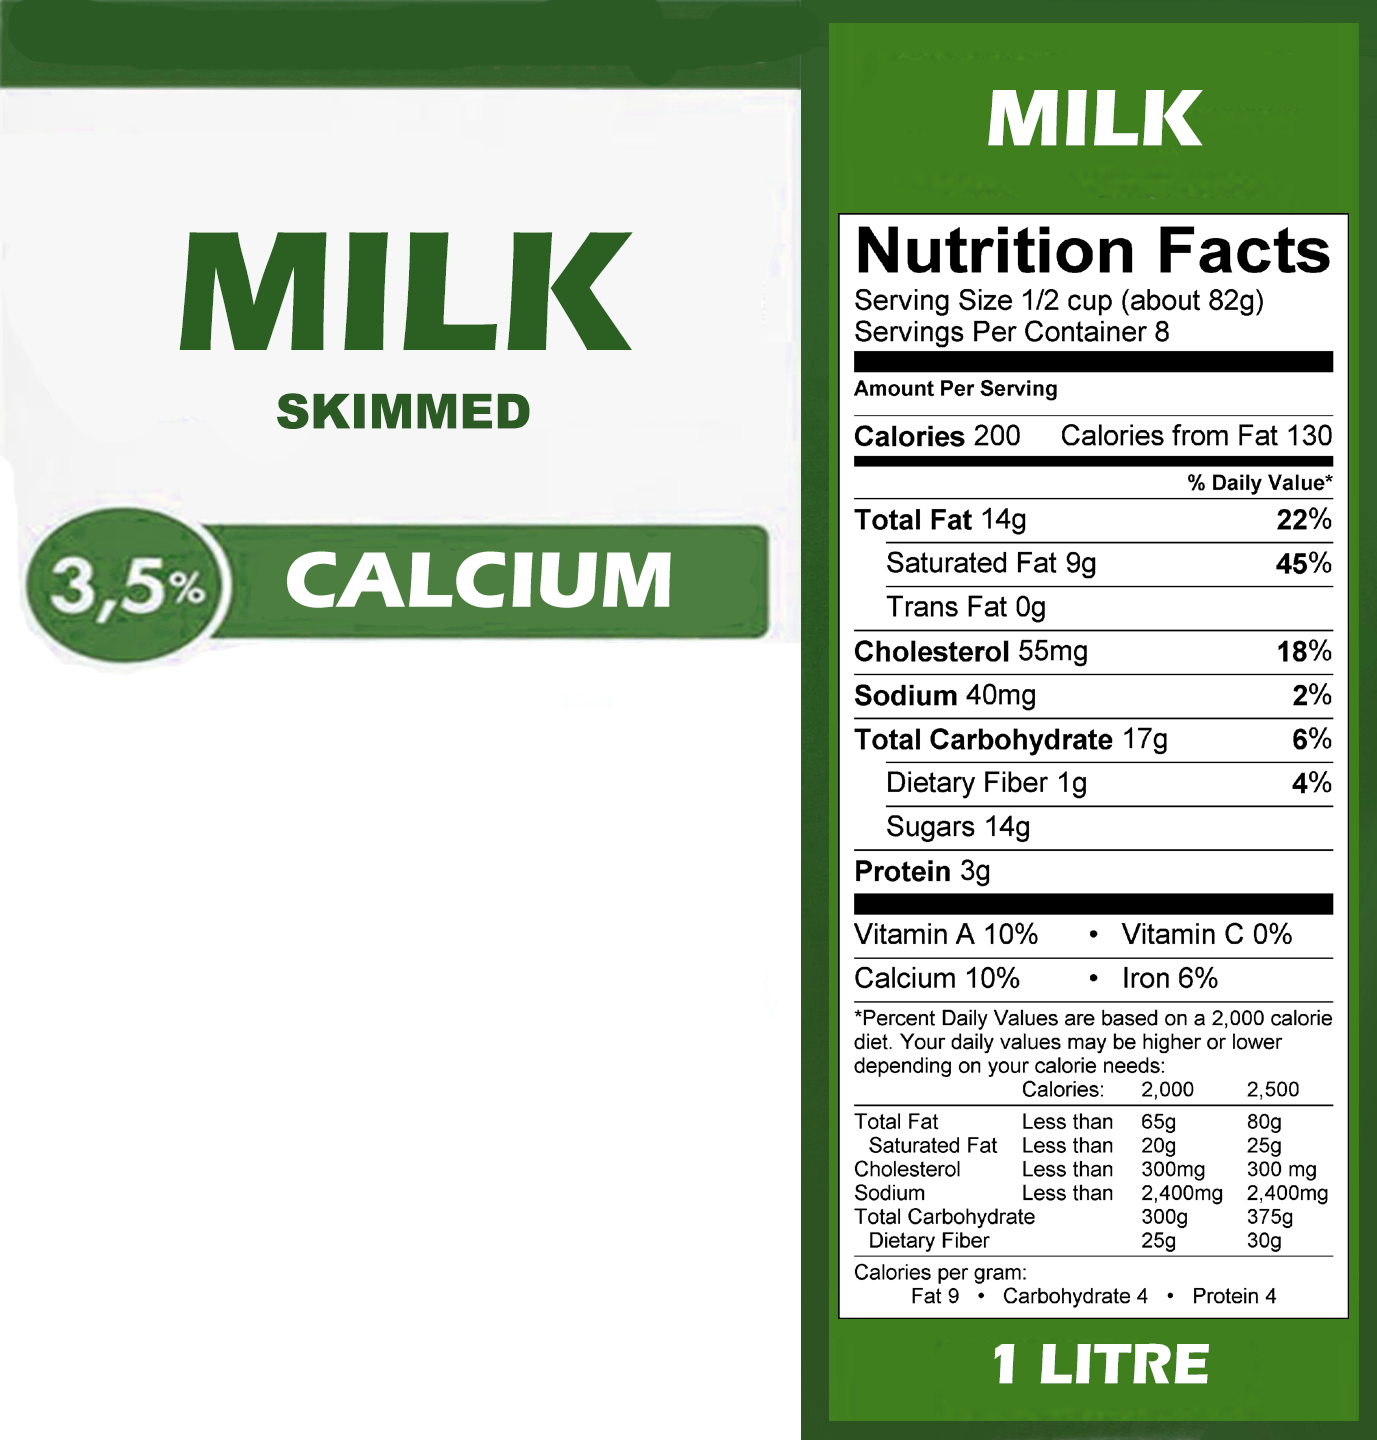 MILK
SKIMMED
3,5% CALCIUM
MILK
Nutrition Facts
Serving Size 1/2 cup (about 82g)
Servings Per Container 8
Amount Per Serving
Calories 200 Calories from Fat 130
% Daily Value*
Total Fat 14g 22%
Saturated Fat 9g 45%
Trans Fat 0g
Cholesterol 55mg 18%
Sodium 40mg 2%
Total Carbohydrate 17g 6%
Dietary Fiber 1g 4%
Sugars 14g
Protein 3g
Vitamin A 10% • Vitamin C 0%
Calcium 10% • Iron 6%
*Percent Daily Values are based on a 2,000 calorie
diet. Your daily values may be higher or lower
depending on your calorie needs:
Calories: 2,000 2,500
Total Fat Less than 65g 80g
Saturated Fat Less than 20g 25g
Cholesterol Less than 300mg 300 mg
Sodium Less than 2,400mg 2,400mg
Total Carbohydrate 300g 375g
Dietary Fiber 25g 30g
Calories per gram:
Fat 9 • Carbohydrate 4 • Protein 4
1 LITRE